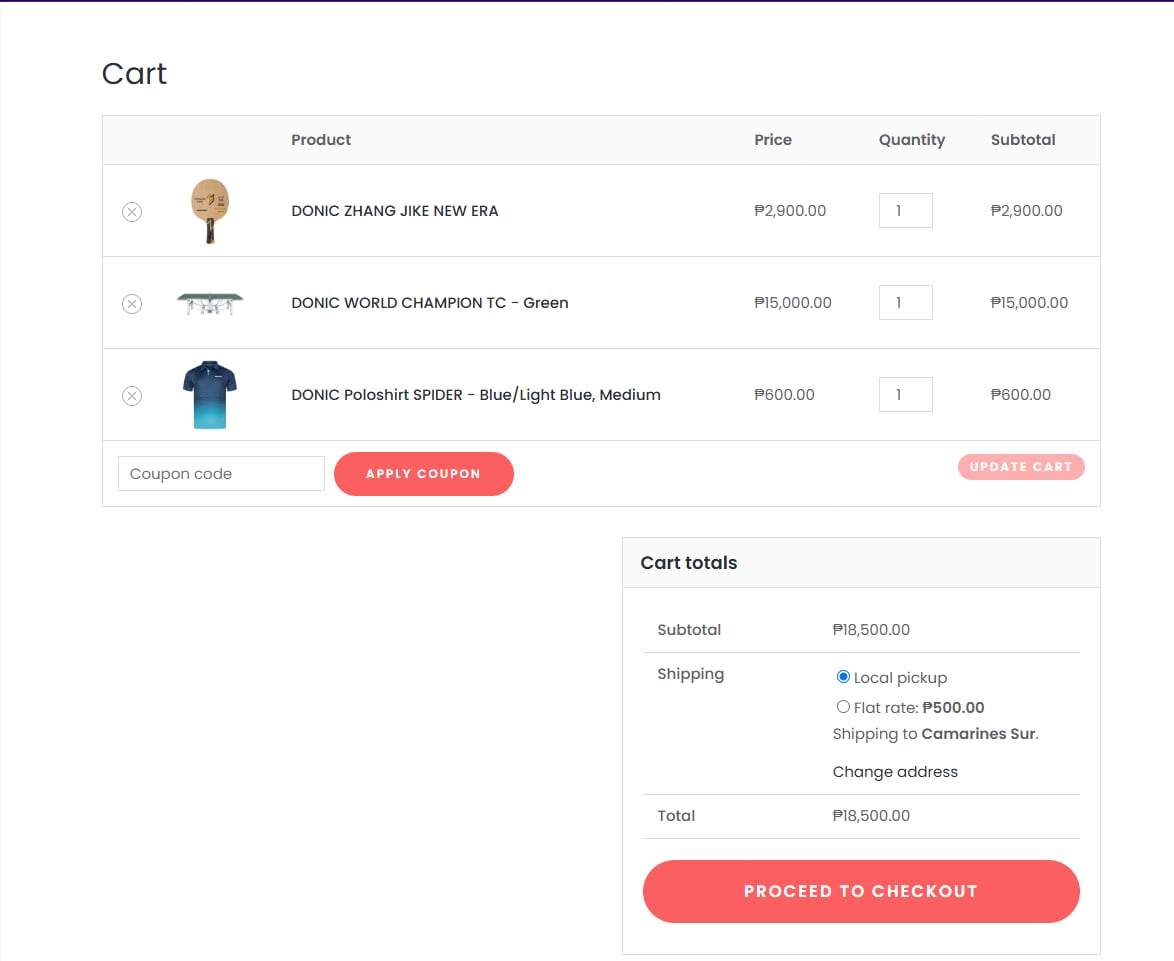 Cart
Product Price Quantity Subtotal
DONIC ZHANG JIKE NEW ERA ₱2,900.00 1 ₱2,900.00
DONIC WORLD CHAMPION TC - Green ₱15,000.00 1 ₱15,000.00
DONIC Poloshirt SPIDER - Blue/Light Blue, Medium ₱600.00 1 ₱600.00
Coupon code APPLY COUPON UPDATE CART
Cart totals
Subtotal ₱18,500.00
Shipping Local pickup
Flat rate: ₱500.00
Shipping to Camarines Sur.
Change address
Total ₱18,500.00
PROCEED TO CHECKOUT